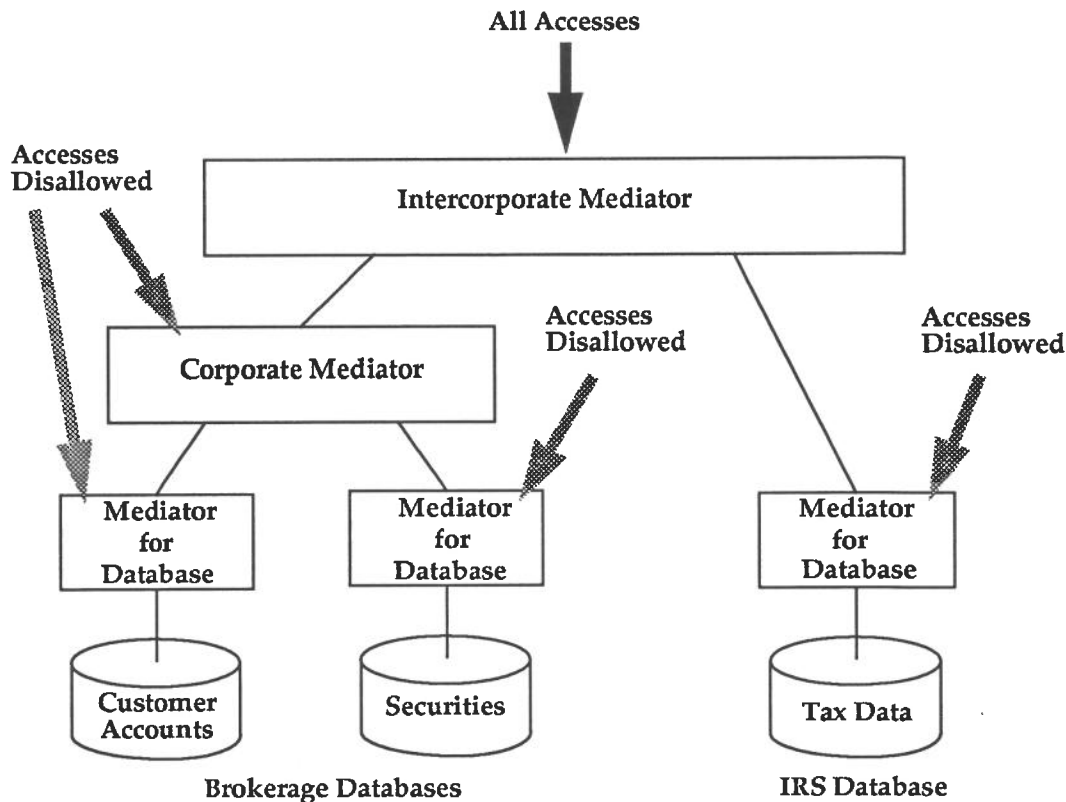 All Accesses
Accesses
Disallowed
Intercorporate Mediator
Accesses
Disallowed
Accesses
Disallowed
Corporate Mediator
Mediator
for
Database
Mediator
for
Database
Mediator
for
Database
Customer
Accounts
Securities
Tax Data
Brokerage Databases
IRS Database